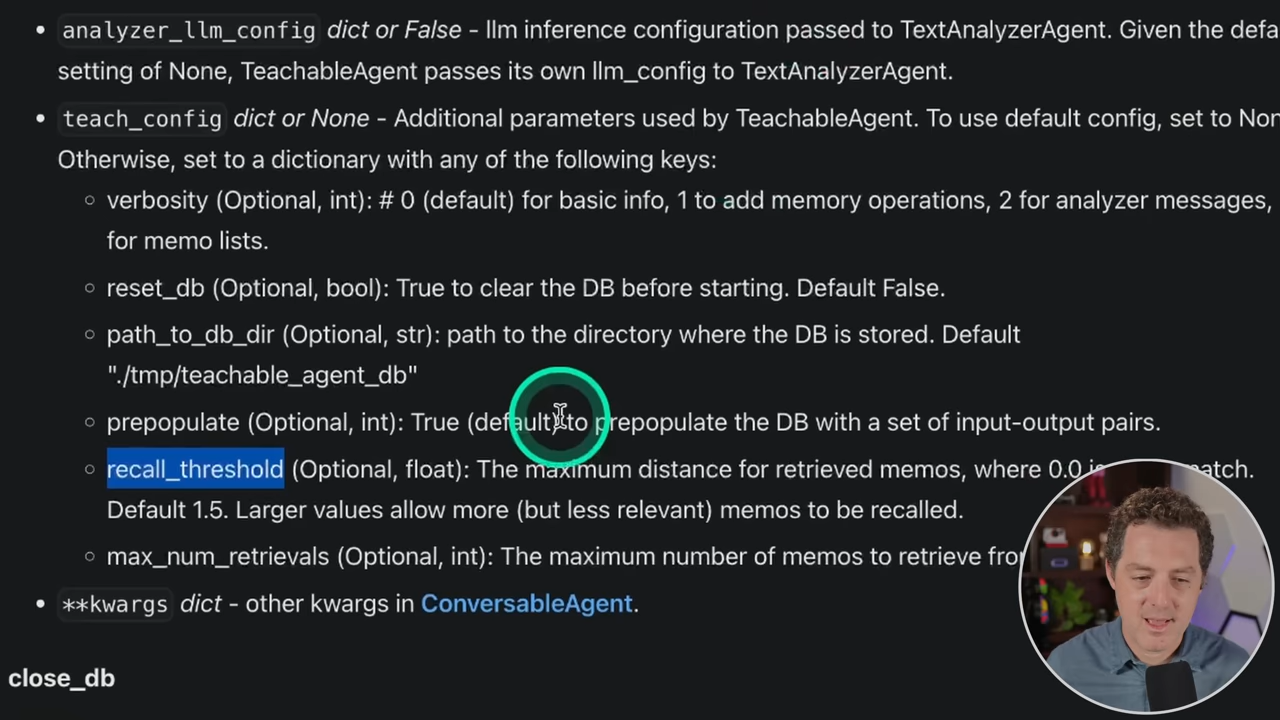 analyzer_llm_config dict or False - llm inference configuration passed to TextAnalyzerAgent. Given the
setting of None, TeachableAgent passes its own llm_config to TextAnalyzerAgent.
teach_config dict or None - Additional parameters used by TeachableAgent. To use default config, set to
Otherwise, set to a dictionary with any of the following keys:
verbosity (Optional, int): # 0 (default) for basic info, 1 to add memory operations, 2 for analyzer messages,
for memo lists.
reset_db (Optional, bool): True to clear the DB before starting. Default False.
path_to_db_dir (Optional, str): path to the directory where the DB is stored. Default
"./tmp/teachable_agent_db"
prepopulate (Optional, int): True (default) to prepopulate the DB with a set of input-output pairs.
recall_threshold (Optional, float): The maximum distance for retrieved memos, where 0.0
Default 1.5. Larger values allow more (but less relevant) memos to be recalled.
max_num_retrievals (Optional, int): The maximum number of memos to retrieve
**kwargs dict - other kwargs in ConversableAgent.
close_db